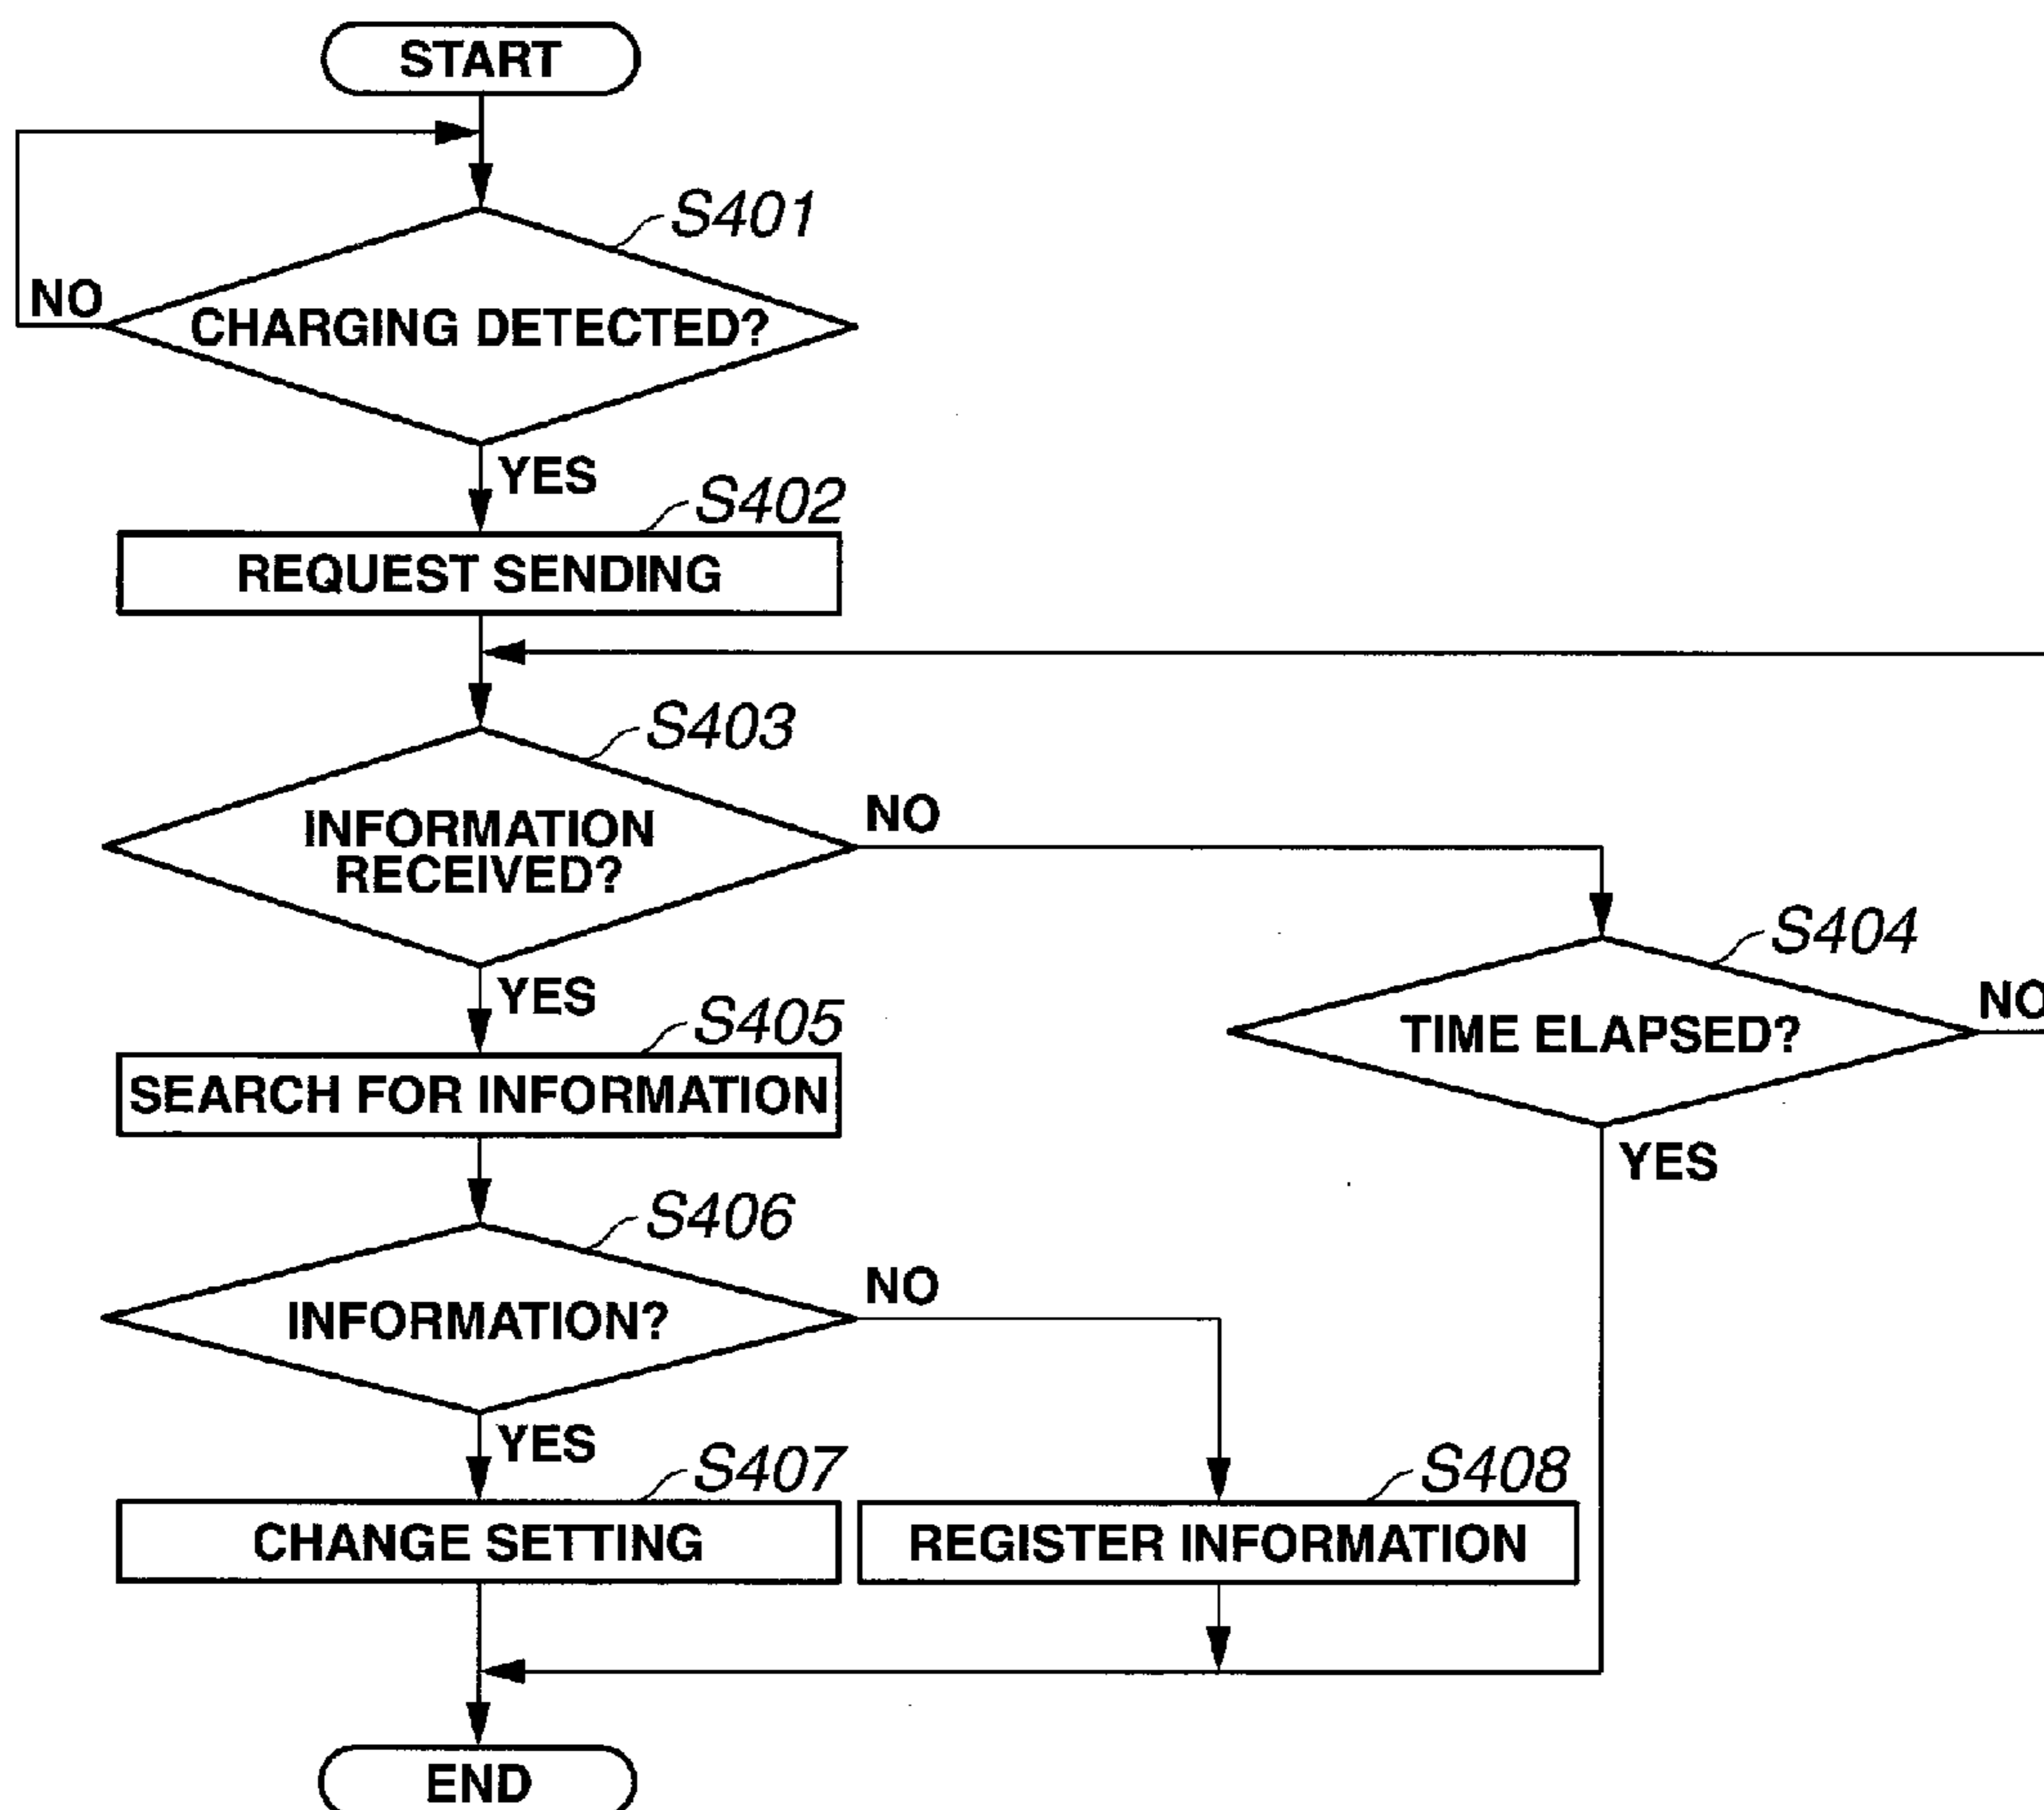 START
S401
NO
CHARGING DETECTED?
YES
S402
REQUEST SENDING
S403
NO
INFORMATION
RECEIVED?
S404
NO
YES
S405
TIME ELAPSED?
SEARCH FOR INFORMATION
YES
S406
NO
INFORMATION?
YES
S407
S408
CHANGE SETTING
REGISTER INFORMATION
END